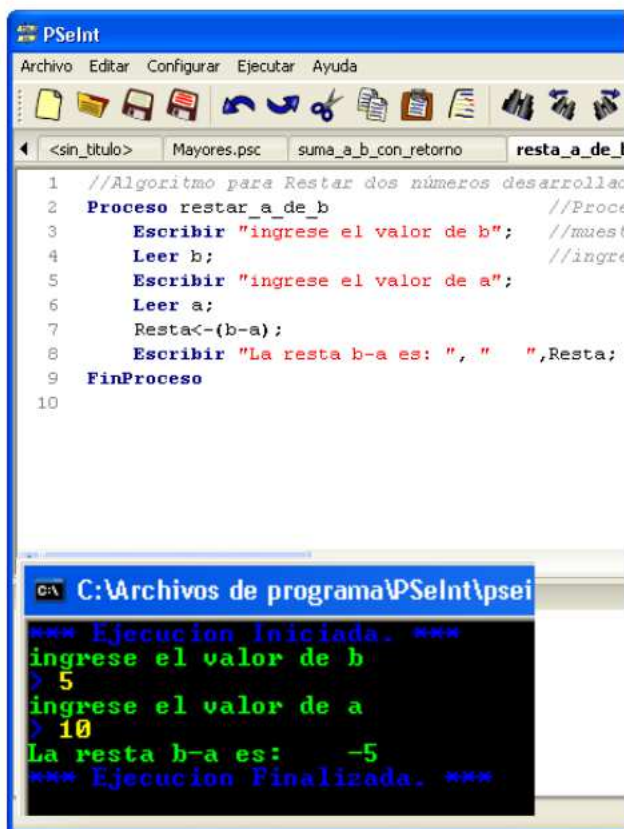 PSeInt
Archivo Editar Configurar Ejecutar Ayuda
<sin_titulo> Mayores.psc suma_a_b_con_retorno resta_a_de_b
1 //Algoritmo para Restar dos números desarrollad
2 Proceso restar_a_de_b //Proce
3 Escribir "ingrese el valor de b"; //muest
4 Leer b; //ingre
5 Escribir "ingrese el valor de a";
6 Leer a;
7 Resta<-(b-a);
8 Escribir "La resta b-a es: ", "   ",Resta;
9 FinProceso
10
C:\Archivos de programa\PSeInt\psei
*** Ejecucion Iniciada. ***
ingrese el valor de b
> 5
ingrese el valor de a
> 10
La resta b-a es:    -5
*** Ejecucion Finalizada. ***